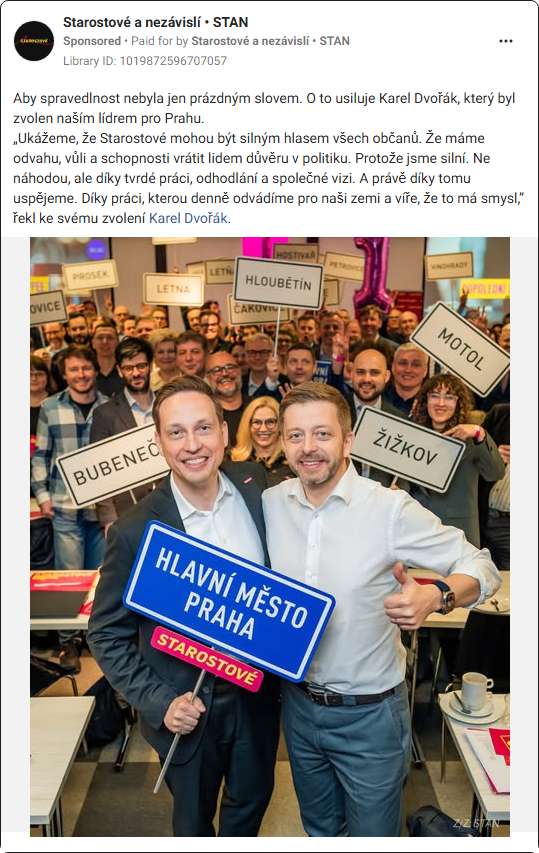 Starostové a nezávislí • STAN
Sponsored • Paid for by Starostové a nezávislí • STAN
Library ID: 1019872596707057
Aby spravedlnost nebyla jen prázdným slovem. O to usiluje Karel Dvořák, který byl
zvolen naším lídrem pro Prahu.
„Ukážeme, že Starostové mohou být silným hlasem všech občanů. Že máme
odvahu, vůli a schopnosti vrátit lidem důvěru v politiku. Protože jsme silní. Ne
náhodou, ale díky tvrdé práci, odhodlání a společné vizi. A právě díky tomu
uspějeme. Díky práci, kterou denně odvádíme pro naši zemi a víře, že to má smysl,”
řekl ke svému zvolení Karel Dvořák.
HOSTIVAŘ
PETROVICE
VINOHRADY
PROSEK
LETŇA
LETNÁ
HLOUBĚTÍN
ČAKOVIC
OVICE
MOTOL
BUBENEČ
ŽIŽKOV
HLAVNÍ MĚSTO
PRAHA
STAROSTOVÉ